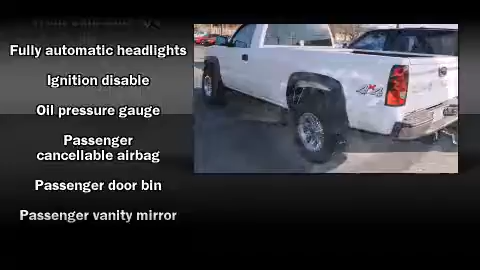 Fully automatic headlights
Ignition disable
Oil pressure gauge
Passenger
cancellable airbag
Passenger door bin
Passenger vanity mirror
4X4